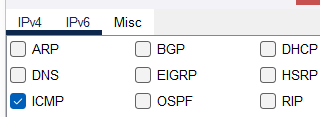 IPv4 IPv6 Misc
ARP BGP DHCP
DNS EIGRP HSRP
ICMP OSPF RIP